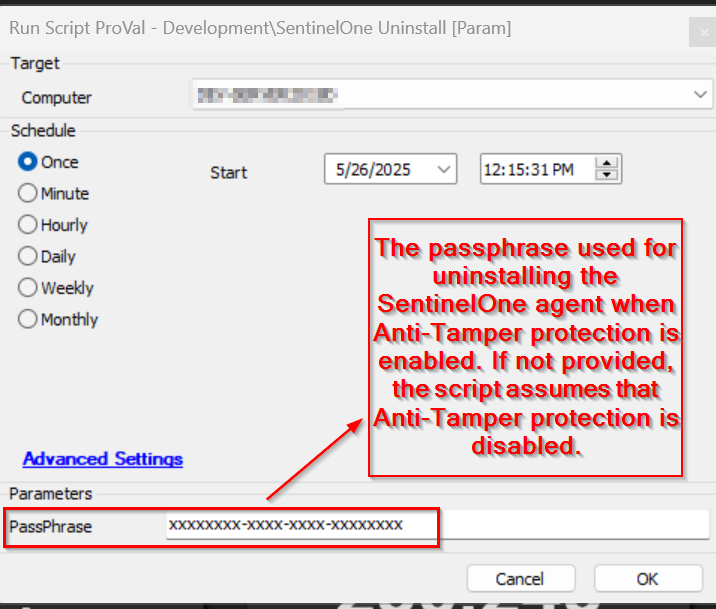 Run Script ProVal - Development\SentinelOne Uninstall [Param]
Target
Computer
Schedule
Once
Start
5/26/2025
12:15:31 PM
Minute
Hourly
Daily
Weekly
Monthly
The passphrase used for
uninstalling the
SentinelOne agent when
Anti-Tamper protection is
enabled. If not provided,
the script assumes that
Anti-Tamper protection is
disabled.
Advanced Settings
Parameters
PassPhrase
xxxxxxxx-xxxx-xxxx-xxxxxxxx
Cancel
OK